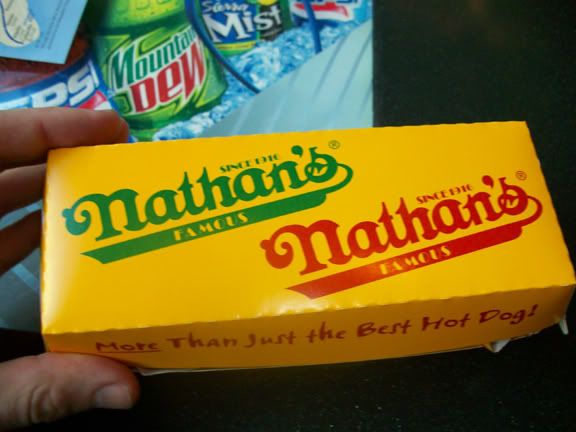 Sierra
Mist
Mountain
Dew
PEPSI
SINCE 1916
Nathan's®
FAMOUS
SINCE 1916
Nathan's®
FAMOUS
More Than Just the Best Hot Dog!